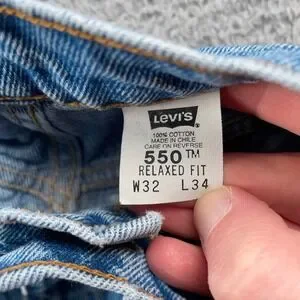 LEVI'S
100% COTTON
MADE IN CHILE
CARE ON REVERSE
550™
RELAXED FIT
W32 L34